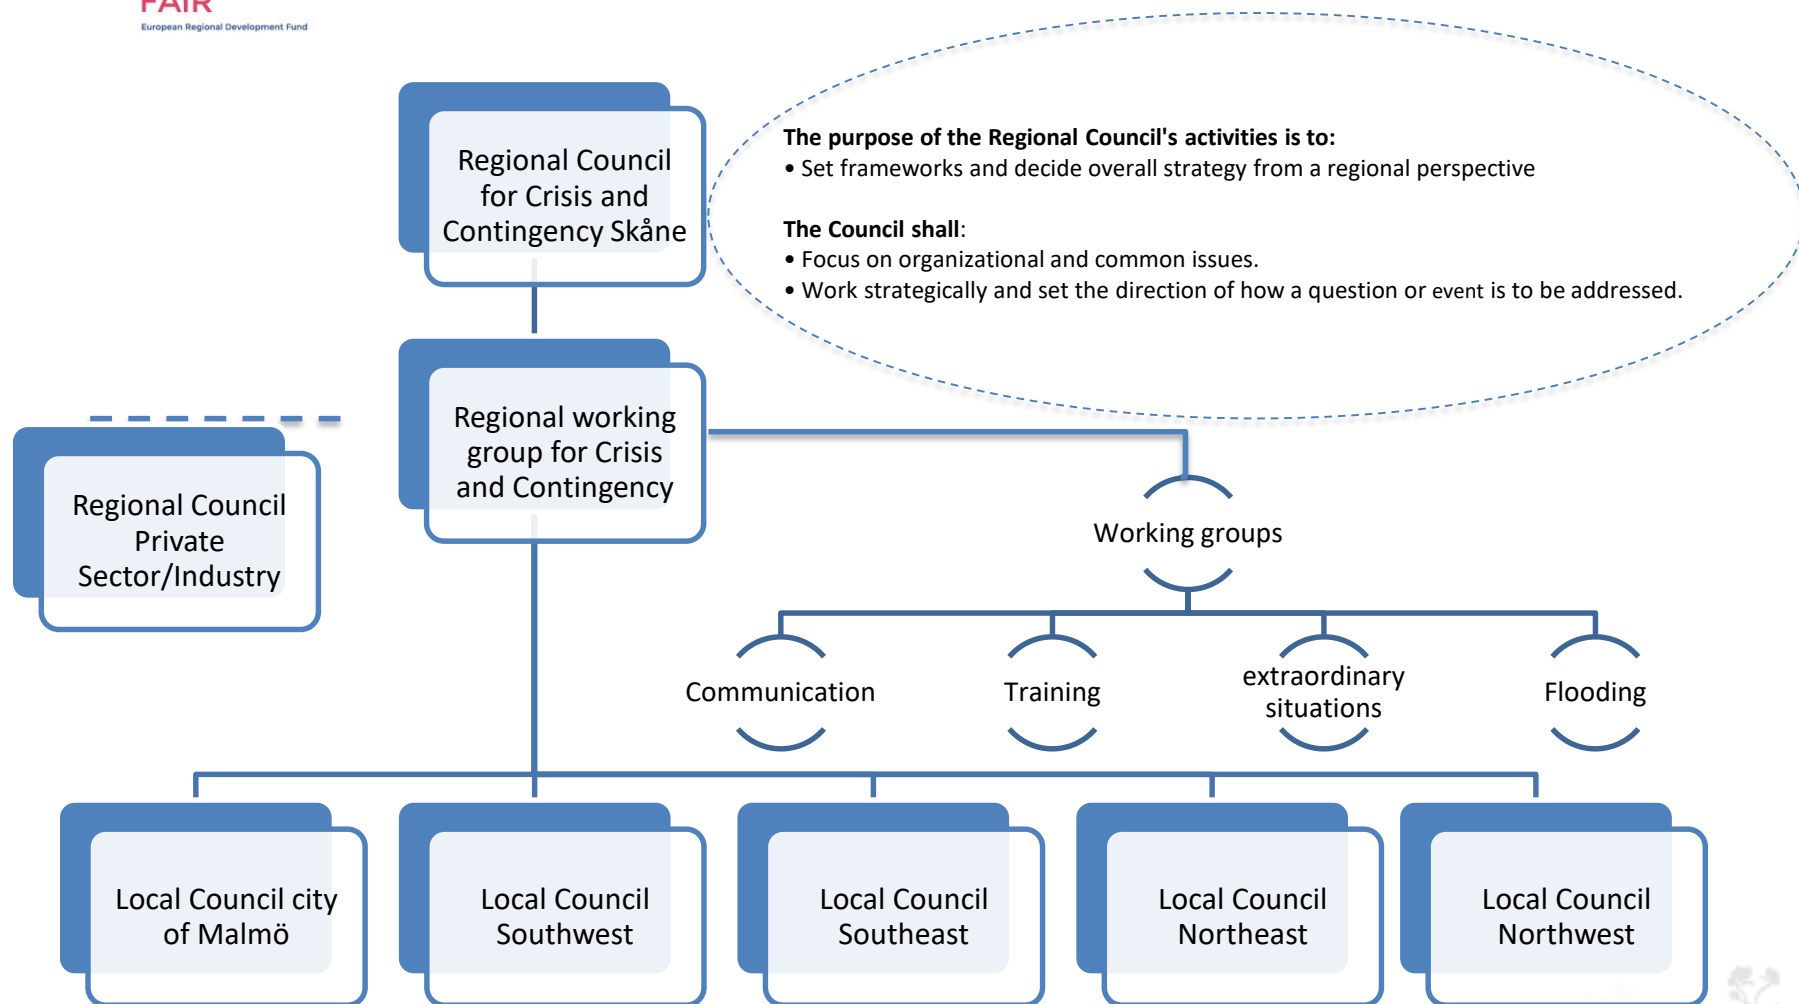 FAIR
European Regional Development Fund
The purpose of the Regional Council's activities is to:
• Set frameworks and decide overall strategy from a regional perspective
The Council shall:
• Focus on organizational and common issues.
• Work strategically and set the direction of how a question or event is to be addressed.
Regional Council
for Crisis and
Contingency Skåne
Regional working
group for Crisis
and Contingency
Regional Council
Private
Sector/Industry
Working groups
Communication
Training
extraordinary
situations
Flooding
Local Council city
of Malmö
Local Council
Southwest
Local Council
Southeast
Local Council
Northeast
Local Council
Northwest